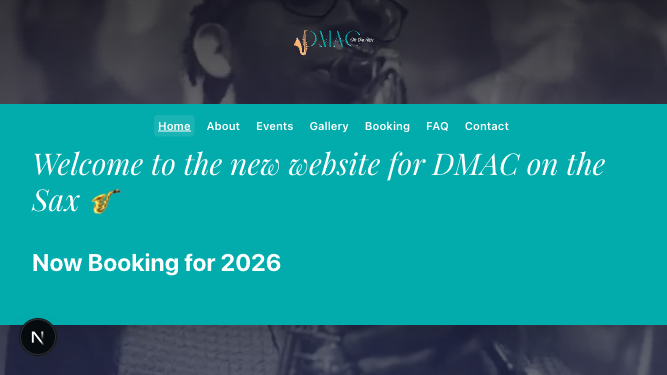 DMAC On the Sax
Home About Events Gallery Booking FAQ Contact
Welcome to the new website for DMAC on the
Sax
Now Booking for 2026
N